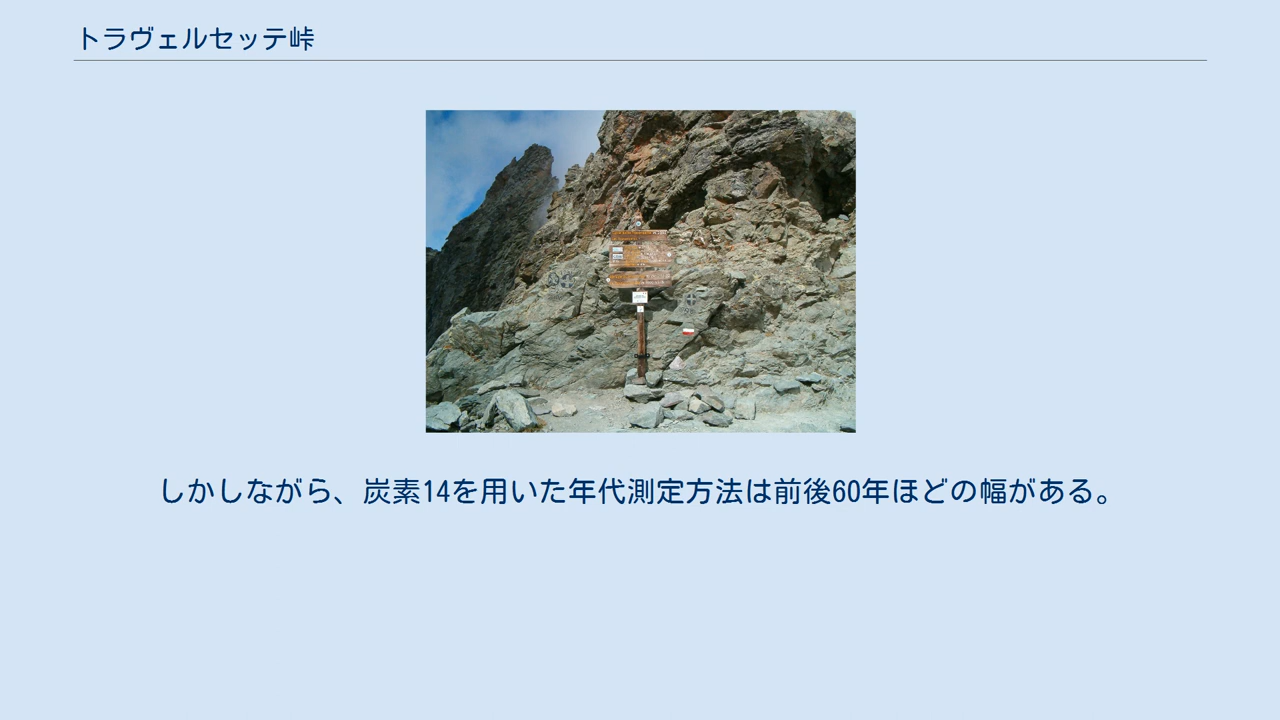 トラヴェルセッテ峠
しかしながら、炭素14を用いた年代測定方法は前後60年ほどの幅がある。